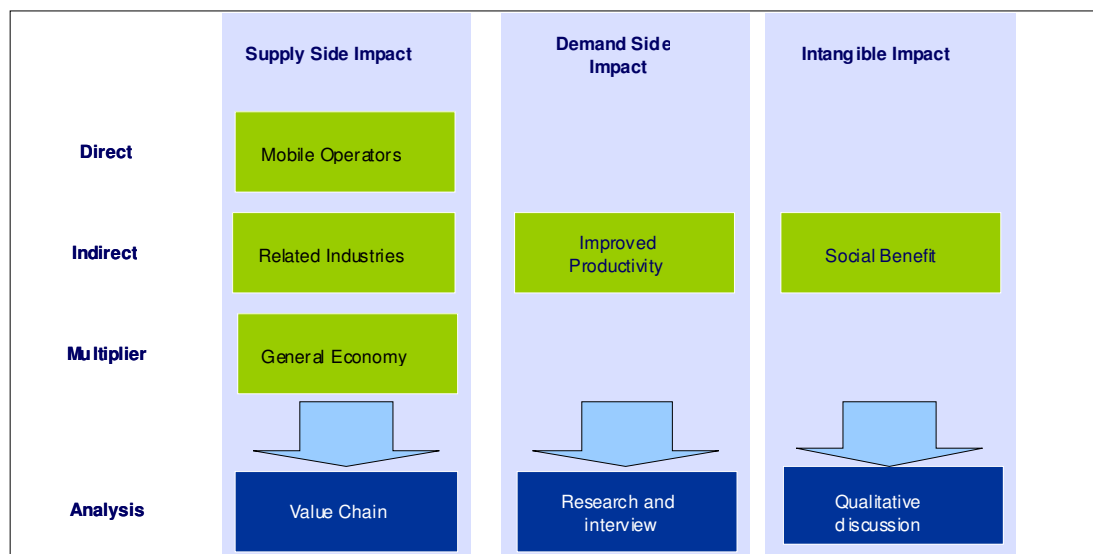 Supply Side Impact
Demand Side
Impact
Intangible Impact
Direct
Mobile Operators
Indirect
Related Industries
Improved
Productivity
Social Benefit
Multiplier
General Economy
Analysis
Value Chain
Research and
interview
Qualitative
discussion